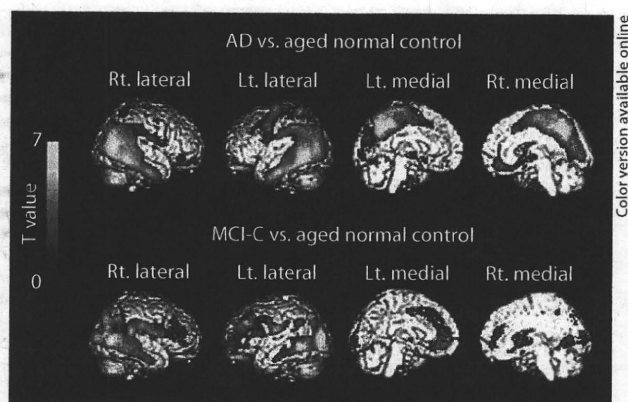 AD vs. aged normal control
Rt. lateral Lt. lateral Lt. medial Rt. medial
7
T value
0
MCI-C vs. aged normal control
Rt. lateral Lt. lateral Lt. medial Rt. medial
Color version available online